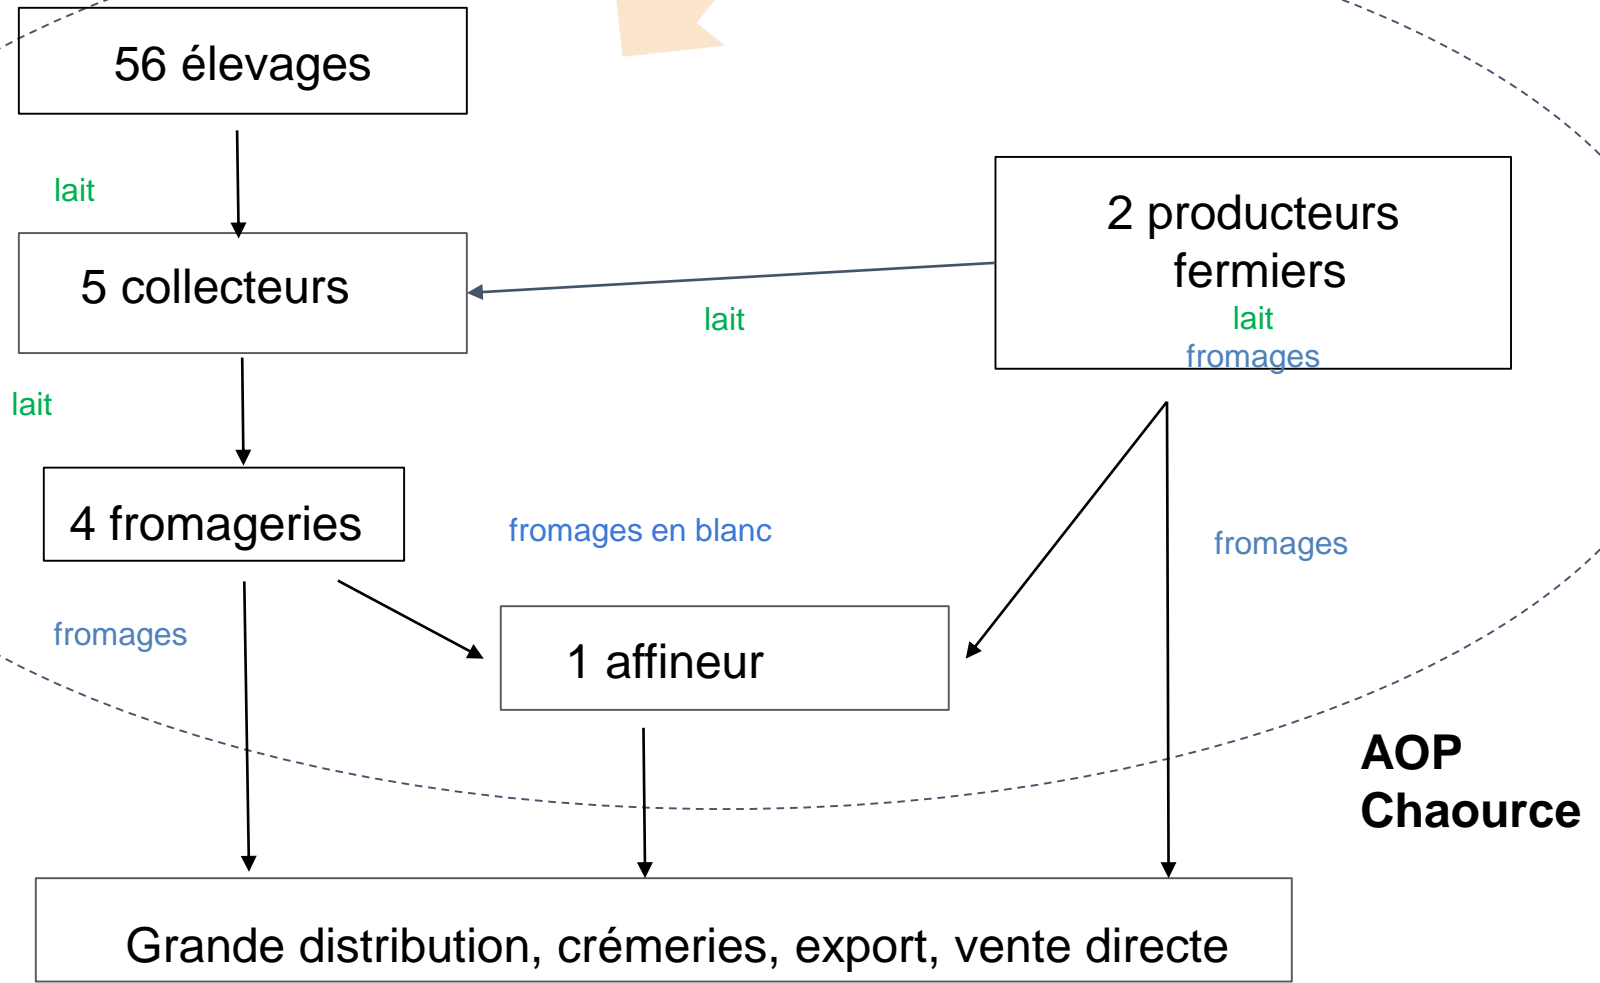 56 élevages
lait
5 collecteurs
2 producteurs
fermiers
lait
fromages
lait
lait
4 fromageries
fromages en blanc
fromages
fromages
1 affineur
AOP
Chaource
Grande distribution, crémeries, export, vente directe